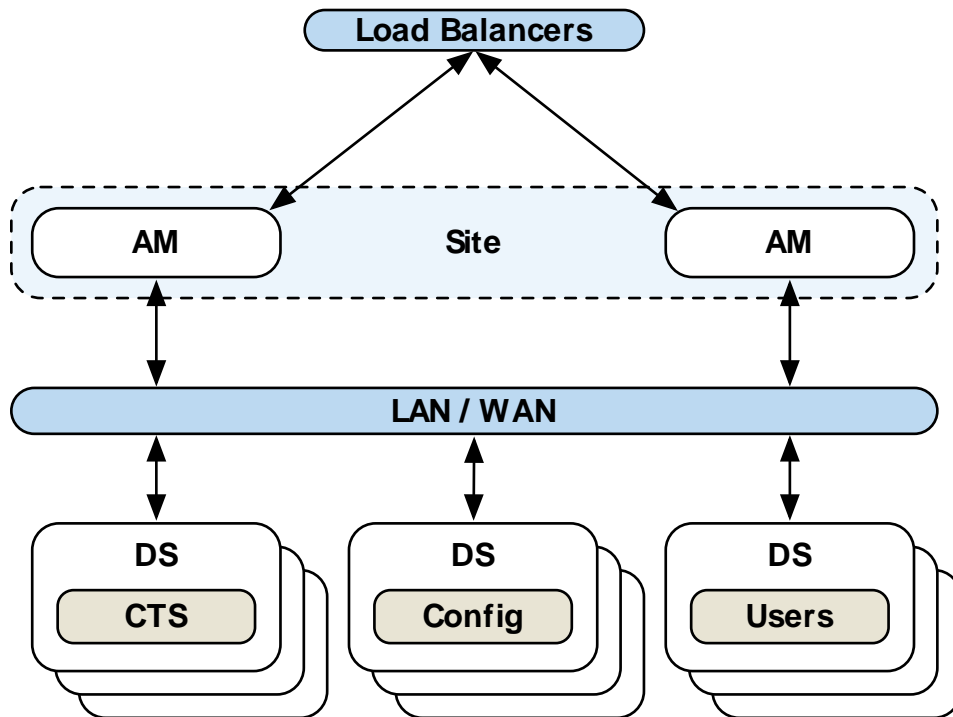 Load Balancers
AM
Site
AM
LAN / WAN
DS
DS
DS
CTS
Config
Users